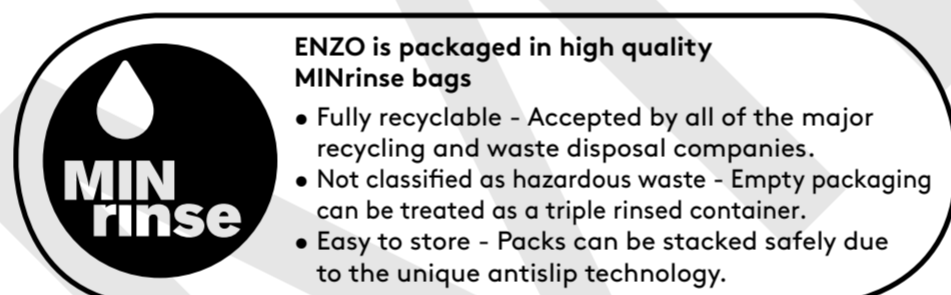 MIN
rinse
ENZO is packaged in high quality
MINrinse bags
• Fully recyclable - Accepted by all of the major
recycling and waste disposal companies.
• Not classified as hazardous waste - Empty packaging
can be treated as a triple rinsed container.
• Easy to store - Packs can be stacked safely due
to the unique antislip technology.